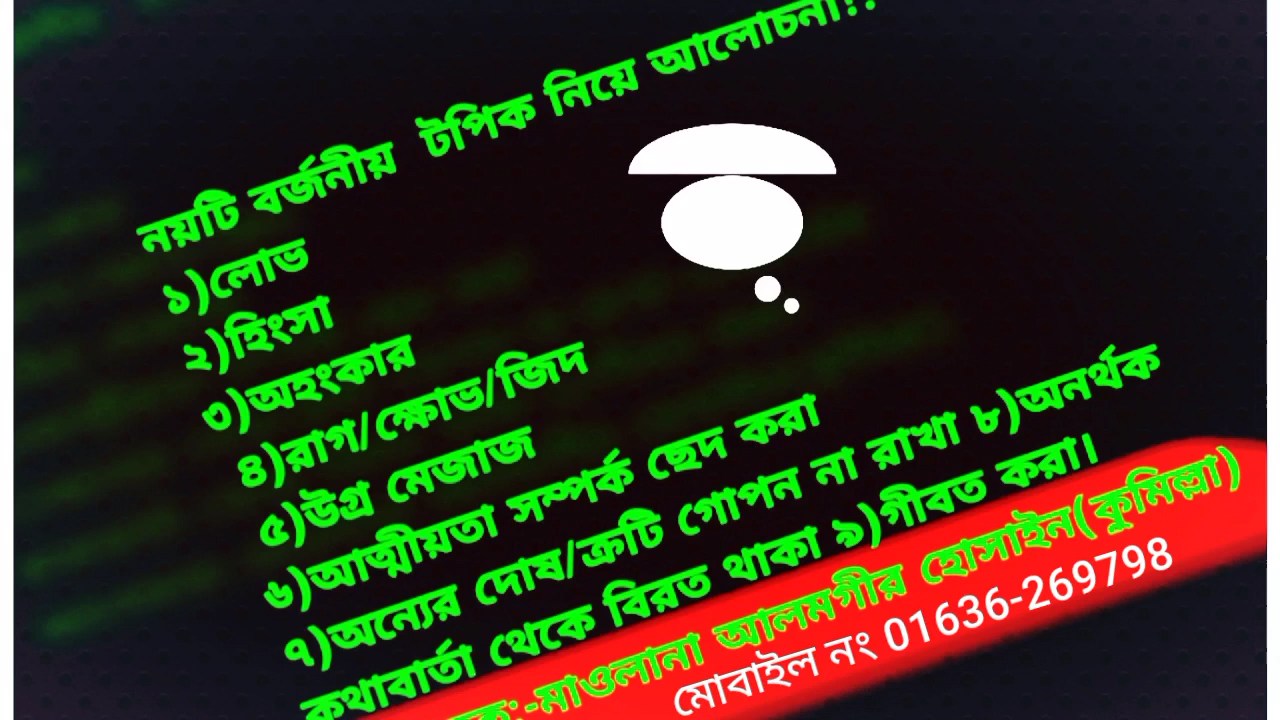 নয়টি বর্জনীয় টপিক নিয়ে আলোচনা??
১)লোভ
২)হিংসা
৩)অহংকার
৪)রাগ/ক্ষোভ/জিদ
৫)উগ্র মেজাজ
৬)আত্মীয়তা সম্পর্ক ছেদ করা
৭)অন্যের দোষ/ক্রটি গোপন না রাখা ৮)অনর্থক
কথাবার্তা থেকে বিরত থাকা ৯)গীবত করা।
মাওলানা আলমগীর হোসাইন(কুমিল্লা)
মোবাইল নং 01636-269798